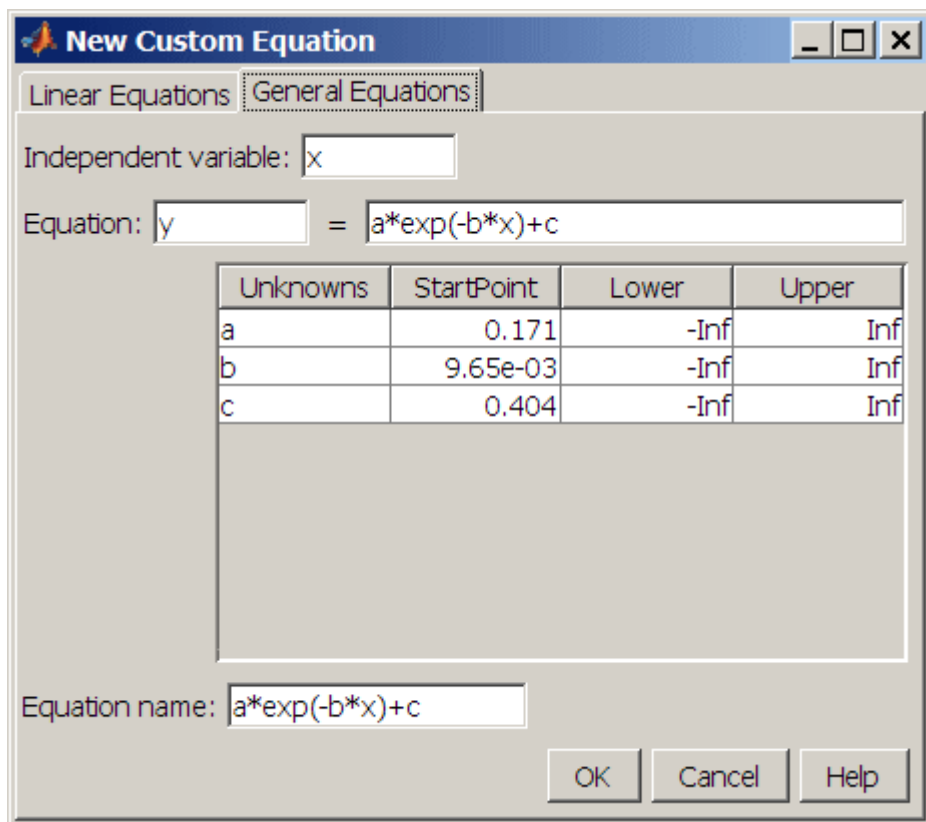 New Custom Equation
Linear Equations General Equations
Independent variable: x
Equation: y = a*exp(-b*x)+c
Unknowns StartPoint Lower Upper
a 0.171 -Inf Inf
b 9.65e-03 -Inf Inf
c 0.404 -Inf Inf
Equation name: a*exp(-b*x)+c
OK Cancel Help